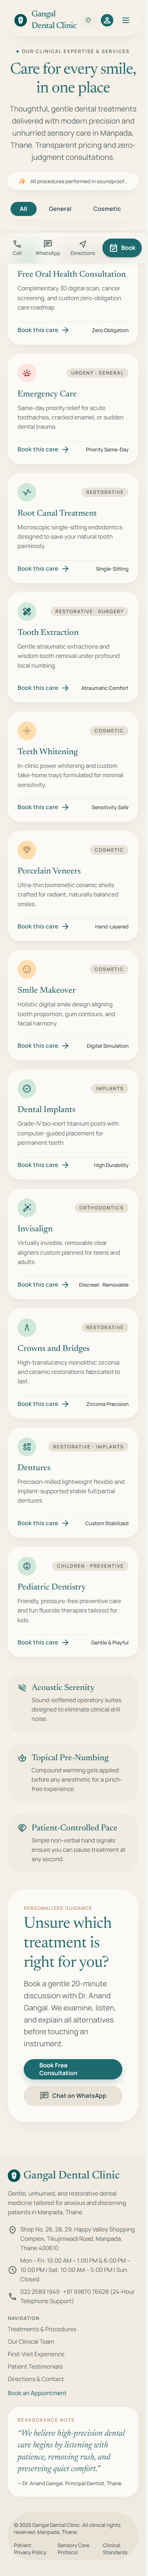 Gangal
Dental Clinic
OUR CLINICAL EXPERTISE & SERVICES
Care for every smile,
in one place
Thoughtful, gentle dental treatments
delivered with modern precision and
unhurried sensory care in Manpada,
Thane. Transparent pricing and zero-
judgment consultations.
All procedures performed in soundproof...
All
General
Cosmetic
Call
WhatsApp
Directions
Book
Free Oral Health Consultation
Complimentary 3D digital scan, cancer
screening, and custom zero-obligation
care roadmap.
Book this care
Zero Obligation
URGENT · GENERAL
Emergency Care
Same-day priority relief for acute
toothaches, cracked enamel, or sudden
dental trauma.
Book this care
Priority Same-Day
RESTORATIVE
Root Canal Treatment
Microscopic single-sitting endodontics
designed to save your natural tooth
painlessly.
Book this care
Single-Sitting
RESTORATIVE · SURGERY
Tooth Extraction
Gentle atraumatic extractions and
wisdom tooth removal under profound
local numbing.
Book this care
Atraumatic Comfort
COSMETIC
Teeth Whitening
In-clinic power whitening and custom
take-home trays formulated for minimal
sensitivity.
Book this care
Sensitivity Safe
COSMETIC
Porcelain Veneers
Ultra-thin biomimetic ceramic shells
crafted for radiant, naturally balanced
smiles.
Book this care
Hand-Layered
COSMETIC
Smile Makeover
Holistic digital smile design aligning
tooth proportion, gum contours, and
facial harmony.
Book this care
Digital Simulation
IMPLANTS
Dental Implants
Grade-IV bio-inert titanium posts with
computer-guided placement for
permanent teeth.
Book this care
High Durability
ORTHODONTICS
Invisalign
Virtually invisible, removable clear
aligners custom planned for teens and
adults.
Book this care
Discreet · Removable
RESTORATIVE
Crowns and Bridges
High-translucency monolithic zirconia
and ceramic restorations fabricated to
last.
Book this care
Zirconia Precision
RESTORATIVE · IMPLANTS
Dentures
Precision-milled lightweight flexible and
implant-supported stable full/partial
dentures.
Book this care
Custom Stabilized
CHILDREN · PREVENTIVE
Pediatric Dentistry
Friendly, pressure-free preventive care
and fun fluoride therapies tailored for
kids.
Book this care
Gentle & Playful
Acoustic Serenity
Sound-softened operatory suites
designed to eliminate clinical drill
noise.
Topical Pre-Numbing
Compound warming gels applied
before any anesthetic for a pinch-
free experience.
Patient-Controlled Pace
Simple non-verbal hand signals
ensure you can pause treatment at
any second.
PERSONALIZED GUIDANCE
Unsure which
treatment is
right for you?
Book a gentle 20-minute
discussion with Dr. Anand
Gangal. We examine, listen,
and explain all alternatives
before touching an
instrument.
Book Free
Consultation
Chat on WhatsApp
Gangal Dental Clinic
Gentle, unhurried, and restorative dental
medicine tailored for anxious and discerning
patients in Manpada, Thane.
Shop No. 26, 28, 29, Happy Valley Shopping
Complex, Tikujiniwadi Road, Manpada,
Thane 400610
Mon – Fri: 10:00 AM – 1:00 PM & 6:00 PM –
10:00 PM | Sat: 10:00 AM – 5:00 PM | Sun:
Closed
022 2589 1949 · +91 99870 76628 (24-Hour
Telephone Support)
NAVIGATION
Treatments & Procedures
Our Clinical Team
First-Visit Experience
Patient Testimonials
Directions & Contact
Book an Appointment
REASSURANCE NOTE
“We believe high-precision dental
care begins by listening with
patience, removing rush, and
preserving quiet comfort.”
— Dr. Anand Gangal, Principal Dentist, Thane
© 2025 Gangal Dental Clinic. All clinical rights
reserved. Manpada, Thane.
Patient
Privacy Policy
Sensory Care
Protocol
Clinical
Standards